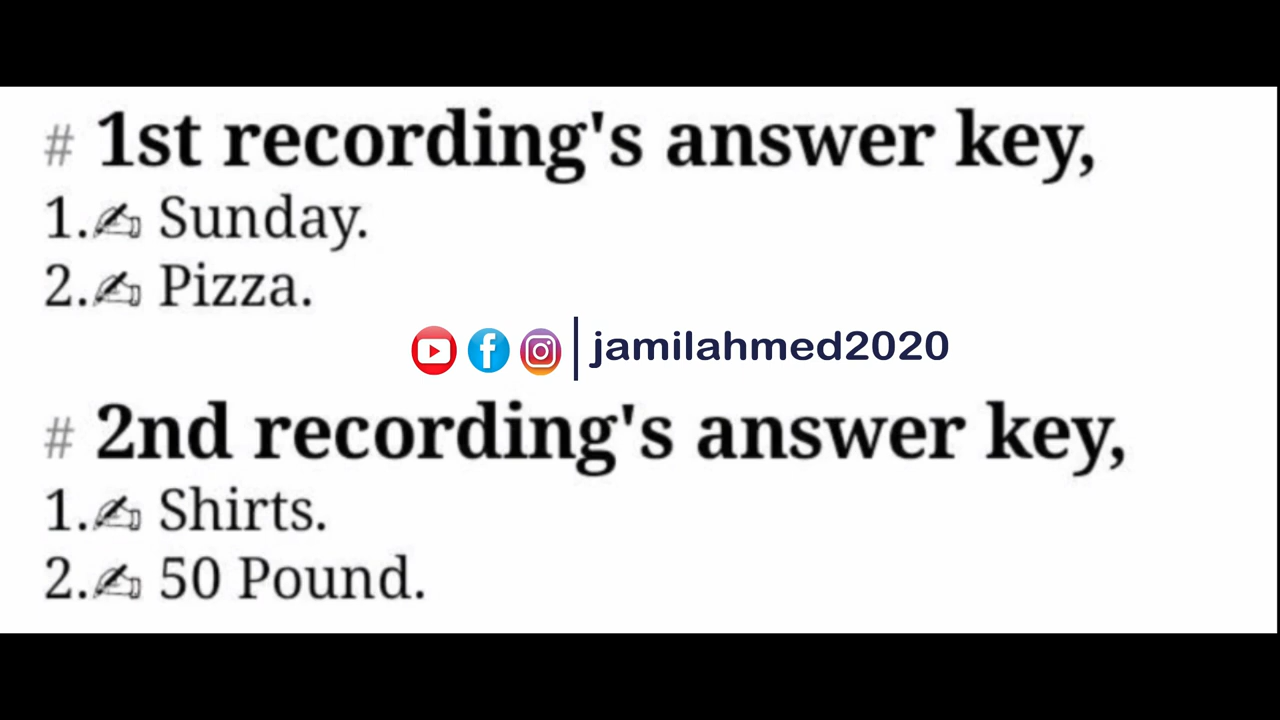 # 1st recording's answer key,
1.✍ Sunday.
2.✍ Pizza.
jamilahmed2020
# 2nd recording's answer key,
1.✍ Shirts.
2.✍ 50 Pound.